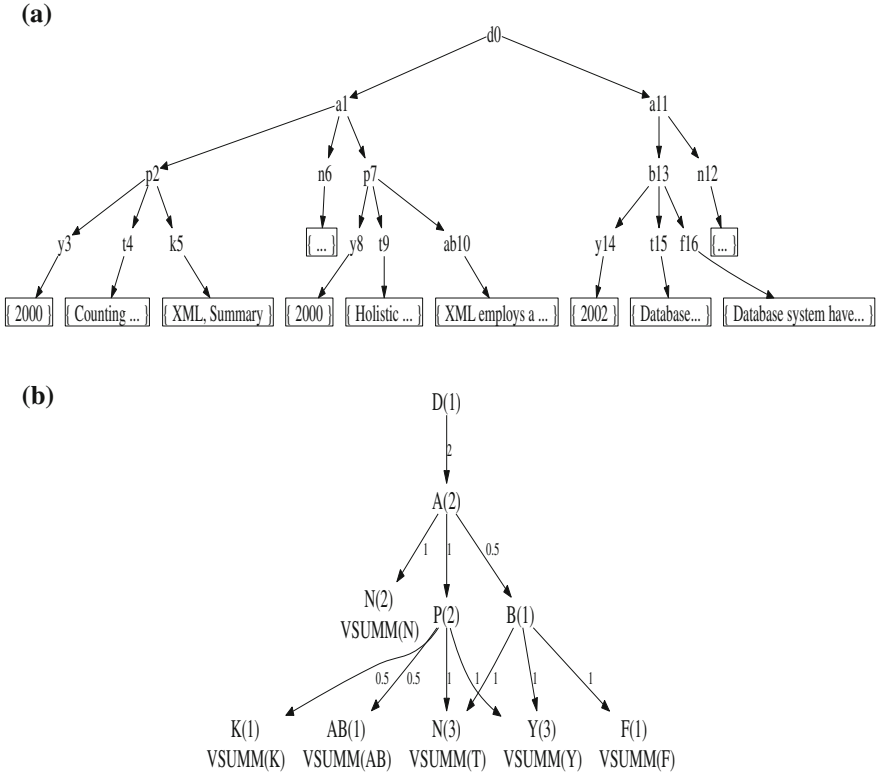 (a)
d0
a1 a11
p2 n6 p7 b13 n12
y3 t4 k5 { ... } y8 t9 ab10 y14 t15 f16 {... }
{ 2000 } { Counting ... } { XML, Summary } { 2000 } { Holistic ... } { XML employs a ... } { 2002 } { Database... } { Database system have... }
(b)
D(1)
2
A(2)
1 1 0.5
N(2) P(2) B(1)
VSUMM(N)
0.5 0.5 1 1 1 1 1
K(1) AB(1) N(3) Y(3) F(1)
VSUMM(K) VSUMM(AB) VSUMM(T) VSUMM(Y) VSUMM(F)